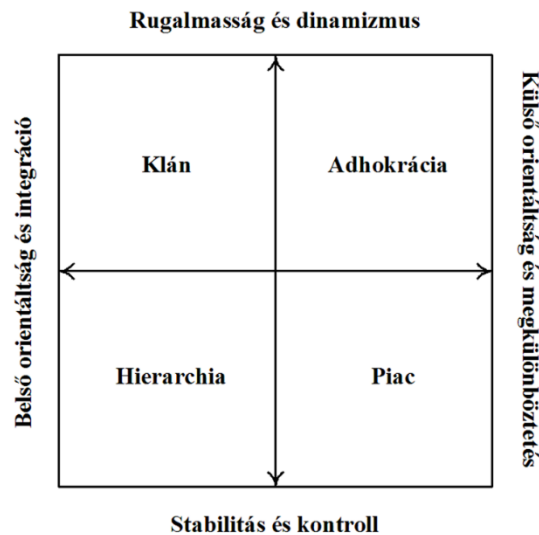 Rugalmasság és dinamizmus
Belső orientáltság és integráció
Klán
Adhokrácia
Külső orientáltság és megkülönböztetés
Hierarchia
Piac
Stabilitás és kontroll